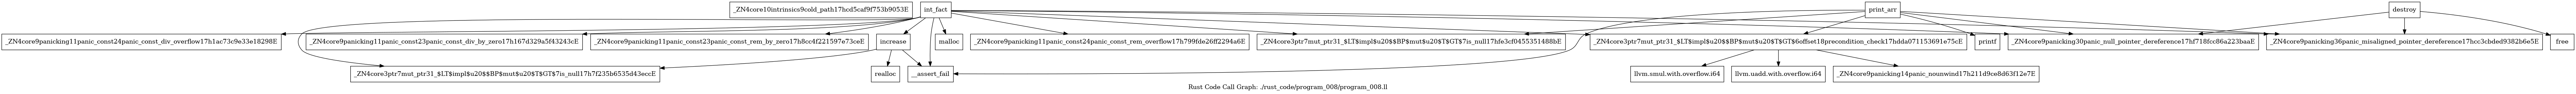 _ZN4core10intrinsics9cold_path17hcd5caf9f753b9053E
int_fact
print_arr
destroy
_ZN4core9panicking11panic_const24panic_const_div_overflow17h1ac73c9e33e18298E
_ZN4core9panicking11panic_const23panic_const_div_by_zero17h167d329a5f43243cE
_ZN4core9panicking11panic_const23panic_const_rem_by_zero17h8cc4f221597e73ceE
increase
malloc
_ZN4core9panicking11panic_const24panic_const_rem_overflow17h799fde26ff2294a6E
_ZN4core3ptr7mut_ptr31_$LT$impl$u20$$BP$mut$u20$T$GT$7is_null17hfe3cf0455351488bE
_ZN4core3ptr7mut_ptr31_$LT$impl$u20$$BP$mut$u20$T$GT$6offset18precondition_check17hdda071153691e75cE
printf
_ZN4core9panicking30panic_null_pointer_dereference17hf718fcc86a223baaE
_ZN4core9panicking36panic_misaligned_pointer_dereference17hcc3cbded9382b6e5E
free
_ZN4core3ptr7mut_ptr31_$LT$impl$u20$$BP$mut$u20$T$GT$7is_null17h7f235b6535d43eccE
realloc
__assert_fail
llvm.smul.with.overflow.i64
llvm.uadd.with.overflow.i64
_ZN4core9panicking14panic_nounwind17h211d9ce8d63f12e7E
Rust Code Call Graph: ./rust_code/program_008/program_008.ll